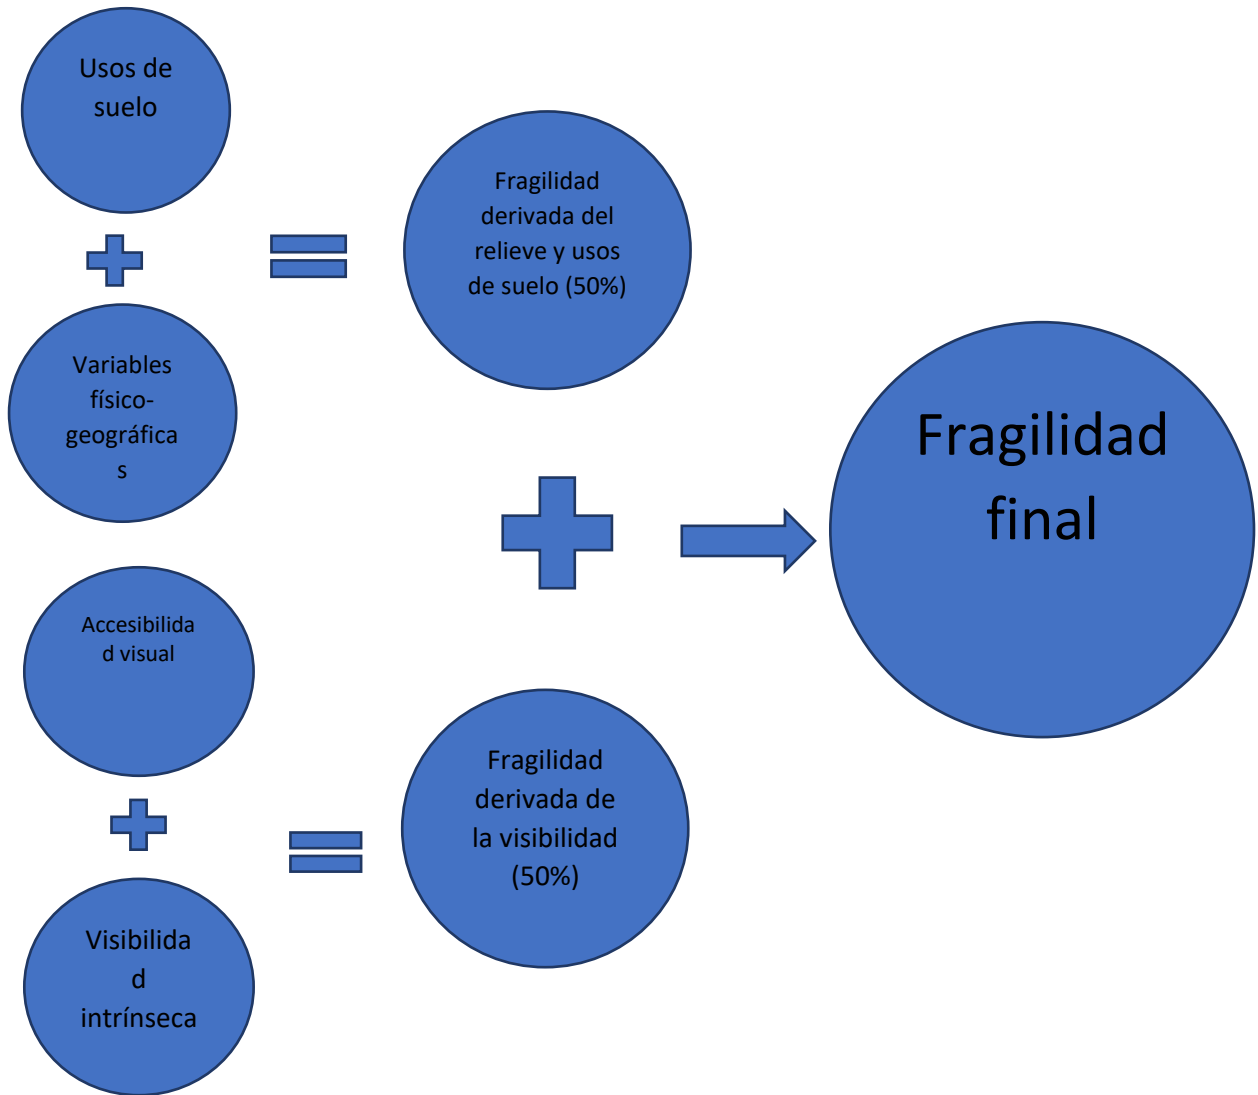 Usos de
suelo
Fragilidad
derivada del
relieve y usos
de suelo (50%)
Variables
físico-
geográfica
s
Fragilidad
final
Accesibilida
d visual
Fragilidad
derivada de
la visibilidad
(50%)
Visibilida
d
intrínseca